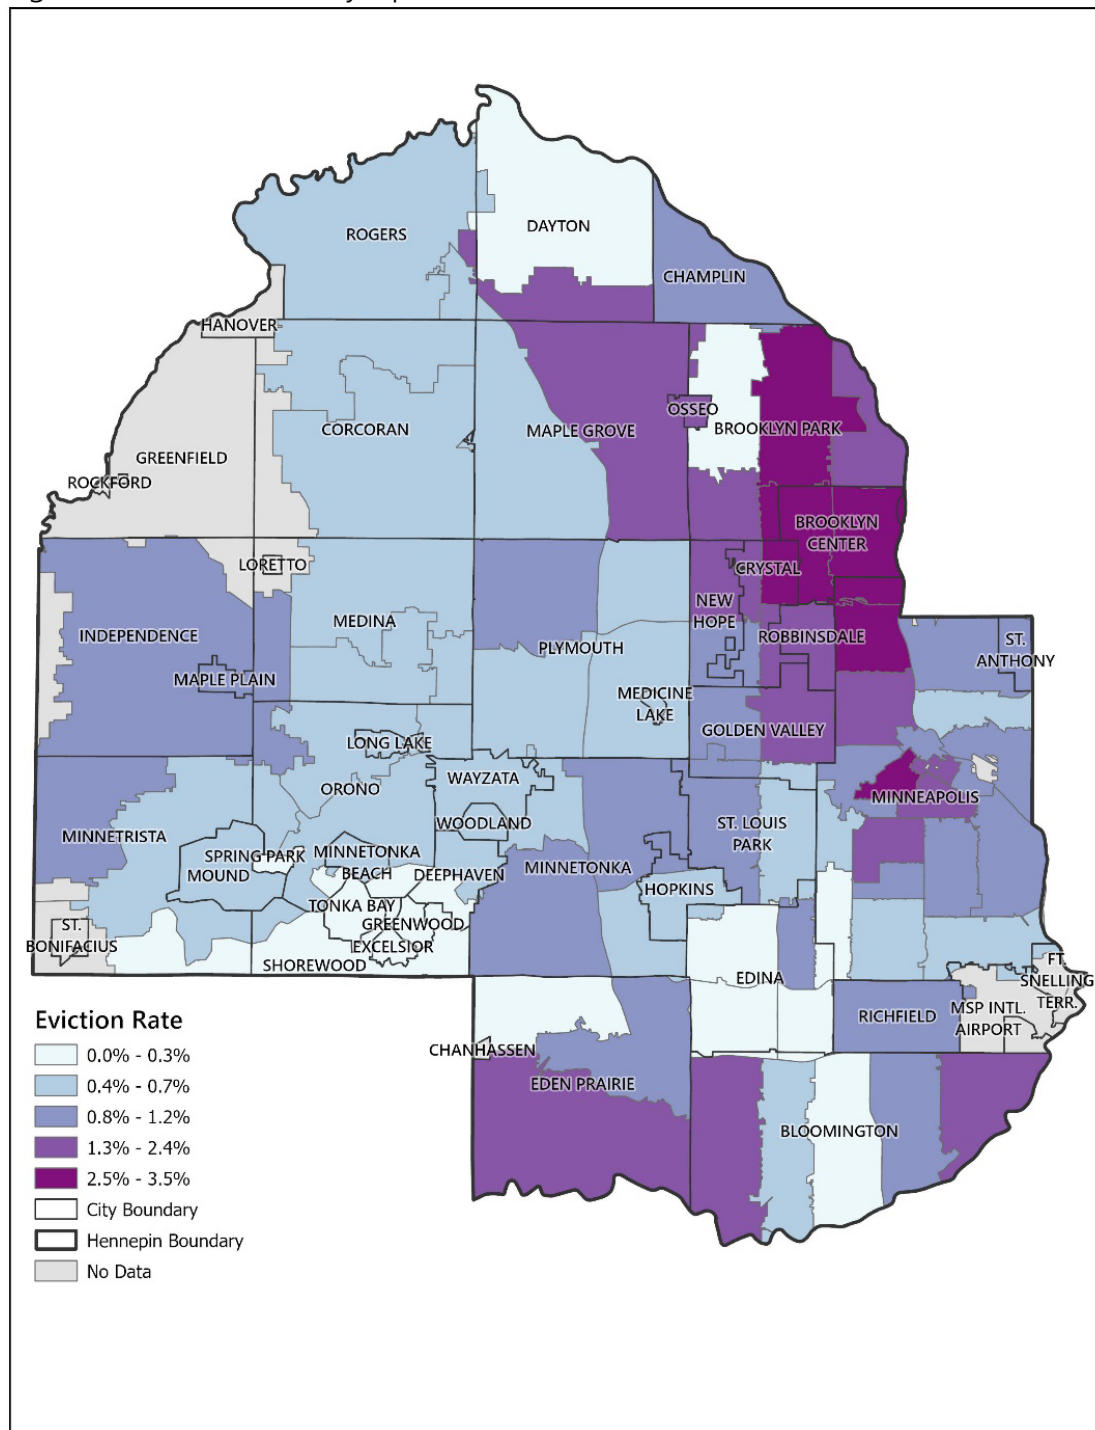 ROGERS
DAYTON
CHAMPLIN
HANOVER
OSSEO
CORCORAN
MAPLE GROVE
BROOKLYN PARK
GREENFIELD
ROCKFORD
BROOKLYN
CENTER
LORETTO
CRYSTAL
NEW
HOPE
INDEPENDENCE
MEDINA
PLYMOUTH
ROBBINSDALE
ST.
ANTHONY
MAPLE PLAIN
MEDICINE
LAKE
GOLDEN VALLEY
LONG LAKE
WAYZATA
ORONO
MINNEAPOLIS
WOODLAND
ST. LOUIS
PARK
MINNETRISTA
SPRING PARK
MINNETONKA
BEACH
MOUND
DEEPHAVEN
MINNETONKA
HOPKINS
TONKA BAY
GREENWOOD
ST.
BONIFACIUS
EXCELSIOR
SHOREWOOD
EDINA
FT.
SNELLING
TERR.
MSP INTL.
AIRPORT
RICHFIELD
CHANHASSEN
EDEN PRAIRIE
BLOOMINGTON
Eviction Rate
0.0% - 0.3%
0.4% - 0.7%
0.8% - 1.2%
1.3% - 2.4%
2.5% - 3.5%
City Boundary
Hennepin Boundary
No Data